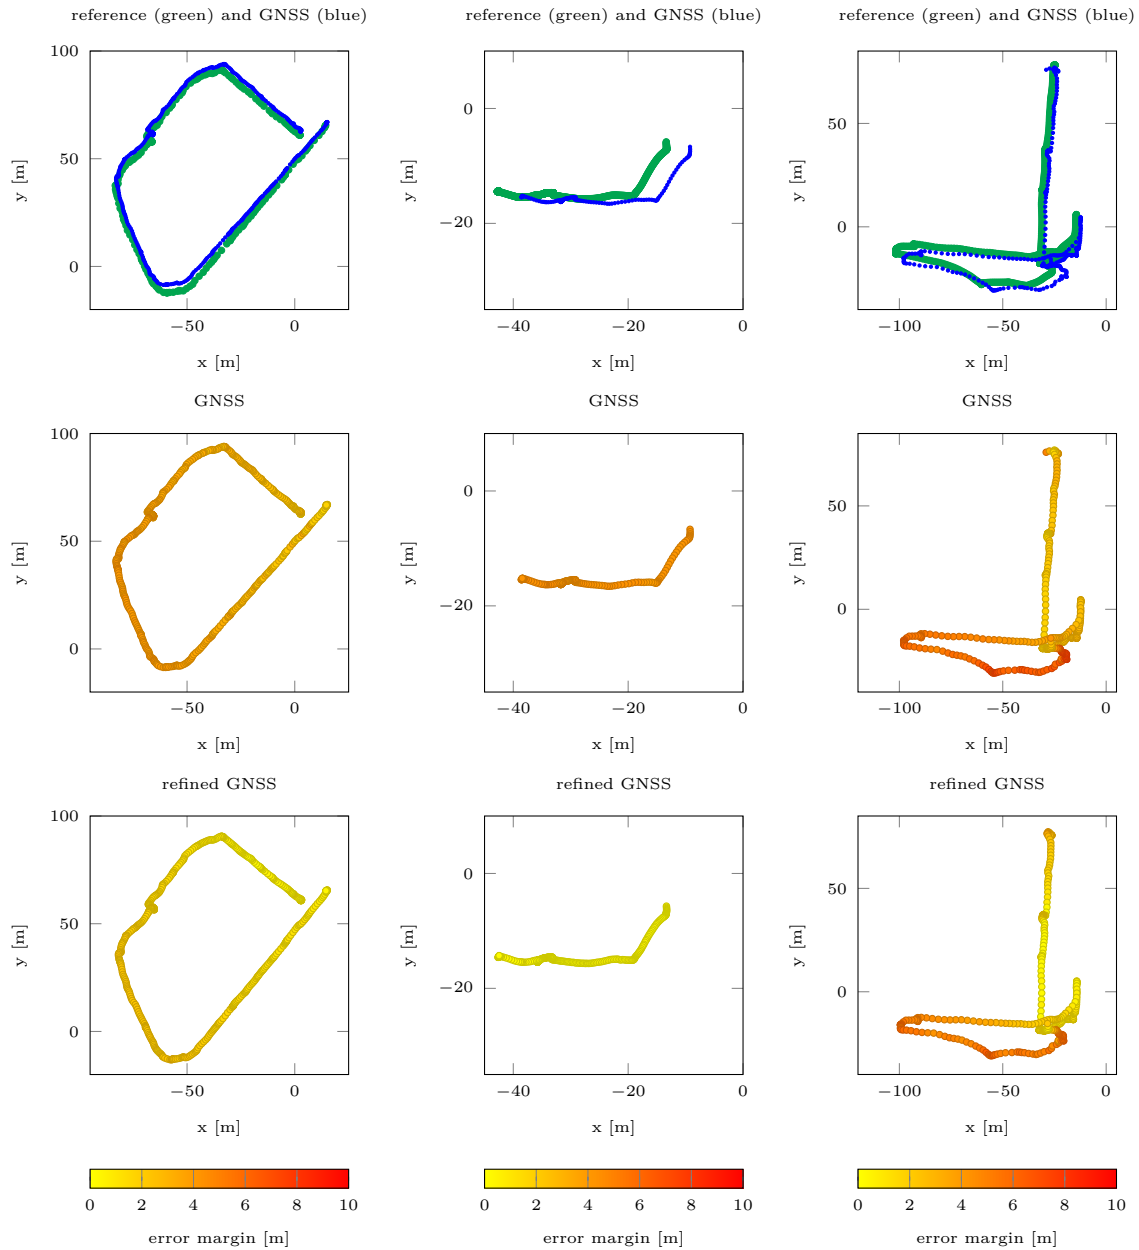 reference (green) and GNSS (blue) reference (green) and GNSS (blue) reference (green) and GNSS (blue)
100
50
0
−50 0
y [m]
x [m]
0
−20
−40 −20 0
y [m]
x [m]
50
0
−100 −50 0
y [m]
x [m]
GNSS GNSS GNSS
100
50
0
−50 0
y [m]
x [m]
0
−20
−40 −20 0
y [m]
x [m]
50
0
−100 −50 0
y [m]
x [m]
refined GNSS refined GNSS refined GNSS
100
50
0
−50 0
y [m]
x [m]
0
−20
−40 −20 0
y [m]
x [m]
50
0
−100 −50 0
y [m]
x [m]
0 2 4 6 8 10 0 2 4 6 8 10 0 2 4 6 8 10
error margin [m] error margin [m] error margin [m]